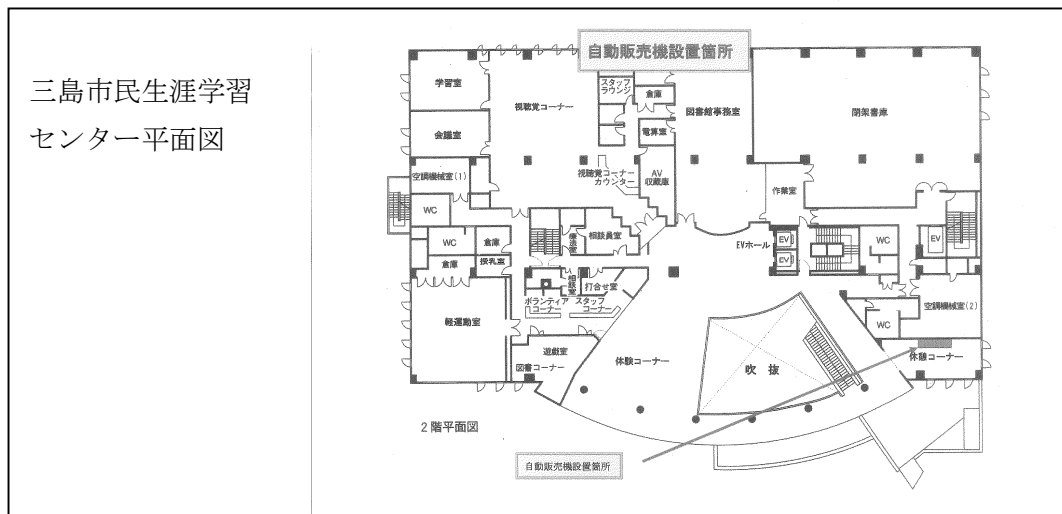 三島市民生涯学習
センター平面図
自動販売機設置箇所
学習室
視聴覚コーナー
スタッフ
ラウンジ
倉庫
図書館事務室
閉架書庫
会議室
電算室
視聴覚コーナー
カウンター
AV
収蔵庫
空調機械室(1)
作業室
WC
WC
倉庫
相談員室
EVホール
EV
EV
WC
EV
倉庫
授乳室
相談室
打合せ室
ボランティア
コーナー
スタッフ
コーナー
空調機械室(2)
軽運動室
WC
遊戯室
図書コーナー
体験コーナー
吹抜
休憩コーナー
2階平面図
自動販売機設置箇所